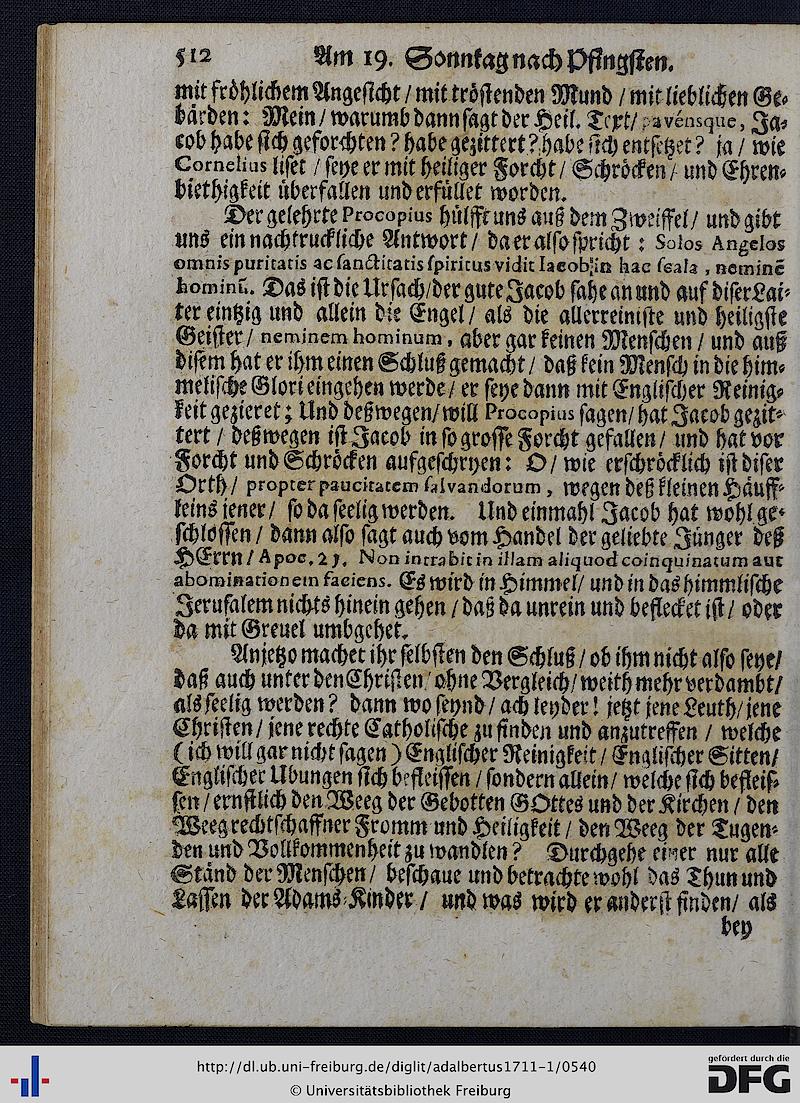 512 Am 19. Sonntag nach Pfingsten.
mit fröhlichem Angesicht / mit tröstenden Mund / mit lieblichen Ge-
bärden: Mein / warumb dann sagt der Heil. Text / pavénsque, Ja-
cob habe sich geforchten? habe gezittert? habe sich entsetzet? ja / wie
Cornelius liset / seye er mit heiliger Forcht / Schröcken / und Ehren-
biethigkeit überfallen und erfüllet worden.
Der gelehrte Procopius hülfft uns auß dem Zweiffel / und gibt
uns ein nachtruckliche Antwort / da er also spricht: Solos Angelos
omnis puritatis ac sanctitatis spiritus vidit Iacob in hac scala, neminẽ
hominũ. Das ist die Ursach / der gute Jacob sahe an und auf diser Lai-
ter eintzig und allein die Engel / als die allerreiniste und heiligste
Geister / neminem hominum, aber gar keinen Menschen / und auß
disem hat er ihm einen Schluß gemacht / daß kein Mensch in die him-
melische Glori eingehen werde / er seye dann mit Englischer Reinig-
keit gezieret; Und deßwegen / will Procopius sagen / hat Jacob gezit-
tert / deßwegen ist Jacob in so grosse Forcht gefallen / und hat vor
Forcht und Schröcken aufgeschryen: O / wie erschröcklich ist diser
Orth / propter paucitatem salvandorum, wegen deß kleinen Häuff-
leins jener / so da seelig werden. Und einmahl Jacob hat wohl ge-
schlossen / dann also sagt auch vom Handel der geliebte Jünger deß
HErrn / Apoc. 21. Non intrabit in illam aliquod coinquinatum aut
abominationem faciens. Es wird in Himmel / und in das himmlische
Jerusalem nichts hinein gehen / daß da unrein und beflecket ist / oder
da mit Greuel umbgehet.
Anjetzo machet ihr selbsten den Schluß / ob ihm nicht also seye /
daß auch unter den Christen / ohne Vergleich / weith mehr verdambt /
als seelig werden? dann wo seynd / ach leyder! jetzt jene Leuth / jene
Christen / jene rechte Catholische zu finden und anzutreffen / welche
( ich will gar nicht sagen ) Englischer Reinigkeit / Englischer Sitten /
Englischer Ubungen sich befleissen / sondern allein / welche sich befleis-
sen / ernstlich den Weeg der Gebotten GOttes und der Kirchen / den
Weeg rechtschaffner Fromm und Heiligkeit / den Weeg der Tugen-
den und Vollkommenheit zu wandlen? Durchgehe einer nur alle
Ständ der Menschen / beschaue und betrachte wohl das Thun und
Lassen der Adams-Kinder / und was wird er anderst finden / als
bey
http://dl.ub.uni-freiburg.de/diglit/adalbertus1711-1/0540
© Universitätsbibliothek Freiburg
gefördert durch die
DFG